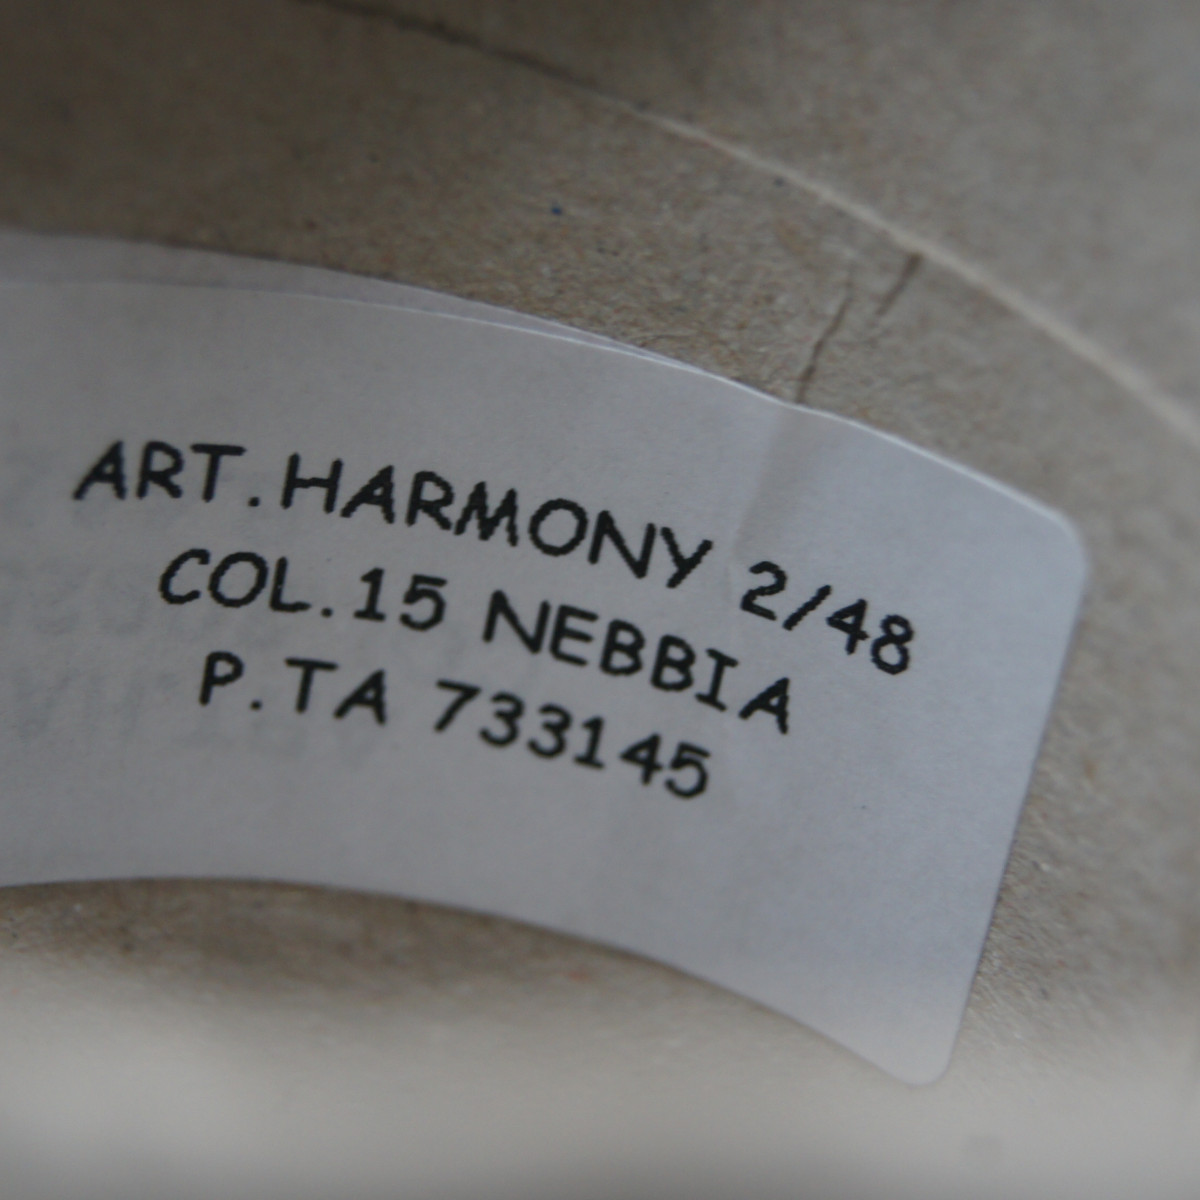 ART.HARMONY 2/48
COL.15 NEBBIA
P.TA 733145